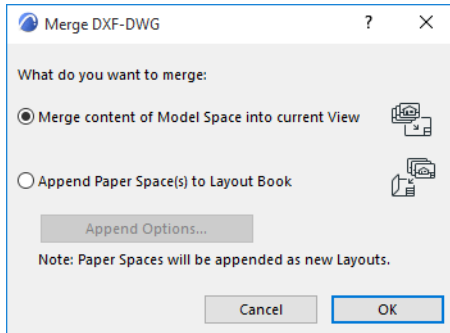 Merge DXF-DWG
?
What do you want to merge:
Merge content of Model Space into current View
Append Paper Space(s) to Layout Book
Append Options...
Note: Paper Spaces will be appended as new Layouts.
Cancel
OK